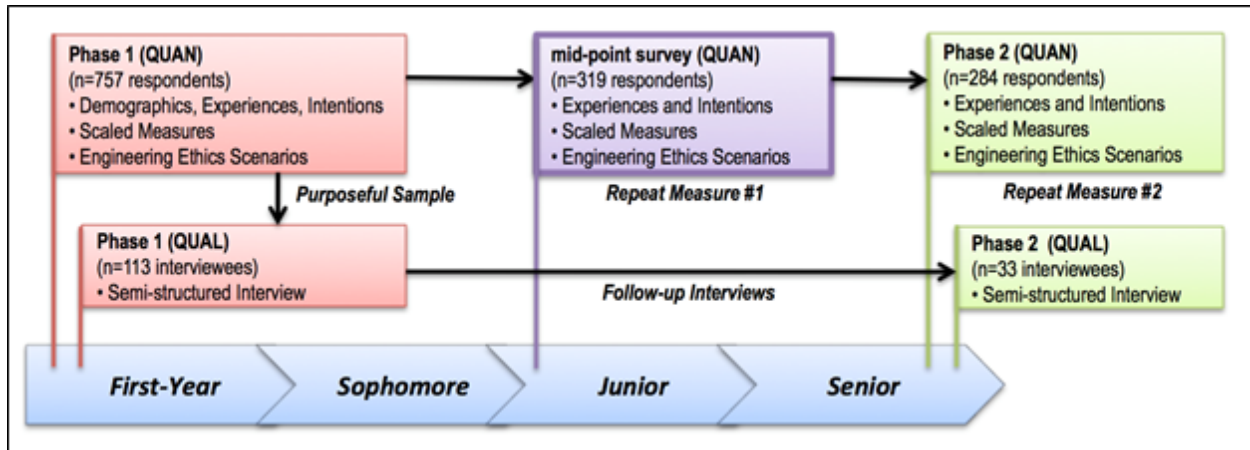 Phase 1 (QUAN)
(n=757 respondents)
• Demographics, Experiences, Intentions
• Scaled Measures
• Engineering Ethics Scenarios
mid-point survey (QUAN)
(n=319 respondents)
• Experiences and Intentions
• Scaled Measures
• Engineering Ethics Scenarios
Phase 2 (QUAN)
(n=284 respondents)
• Experiences and Intentions
• Scaled Measures
• Engineering Ethics Scenarios
Purposeful Sample
Repeat Measure #1
Repeat Measure #2
Phase 1 (QUAL)
(n=113 interviewees)
• Semi-structured Interview
Follow-up Interviews
Phase 2 (QUAL)
(n=33 interviewees)
• Semi-structured Interview
First-Year
Sophomore
Junior
Senior